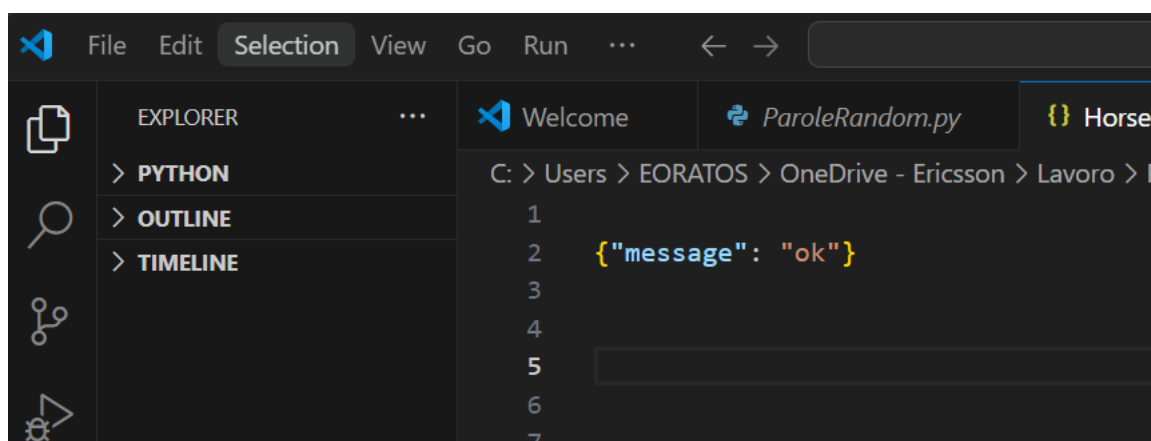 File Edit Selection View Go Run ...
EXPLORER ...
Welcome ParoleRandom.py {} Horse
> PYTHON
C: > Users > EORATOS > OneDrive - Ericsson > Lavoro >
> OUTLINE
> TIMELINE
1
2 {"message": "ok"}
3
4
5
6
7